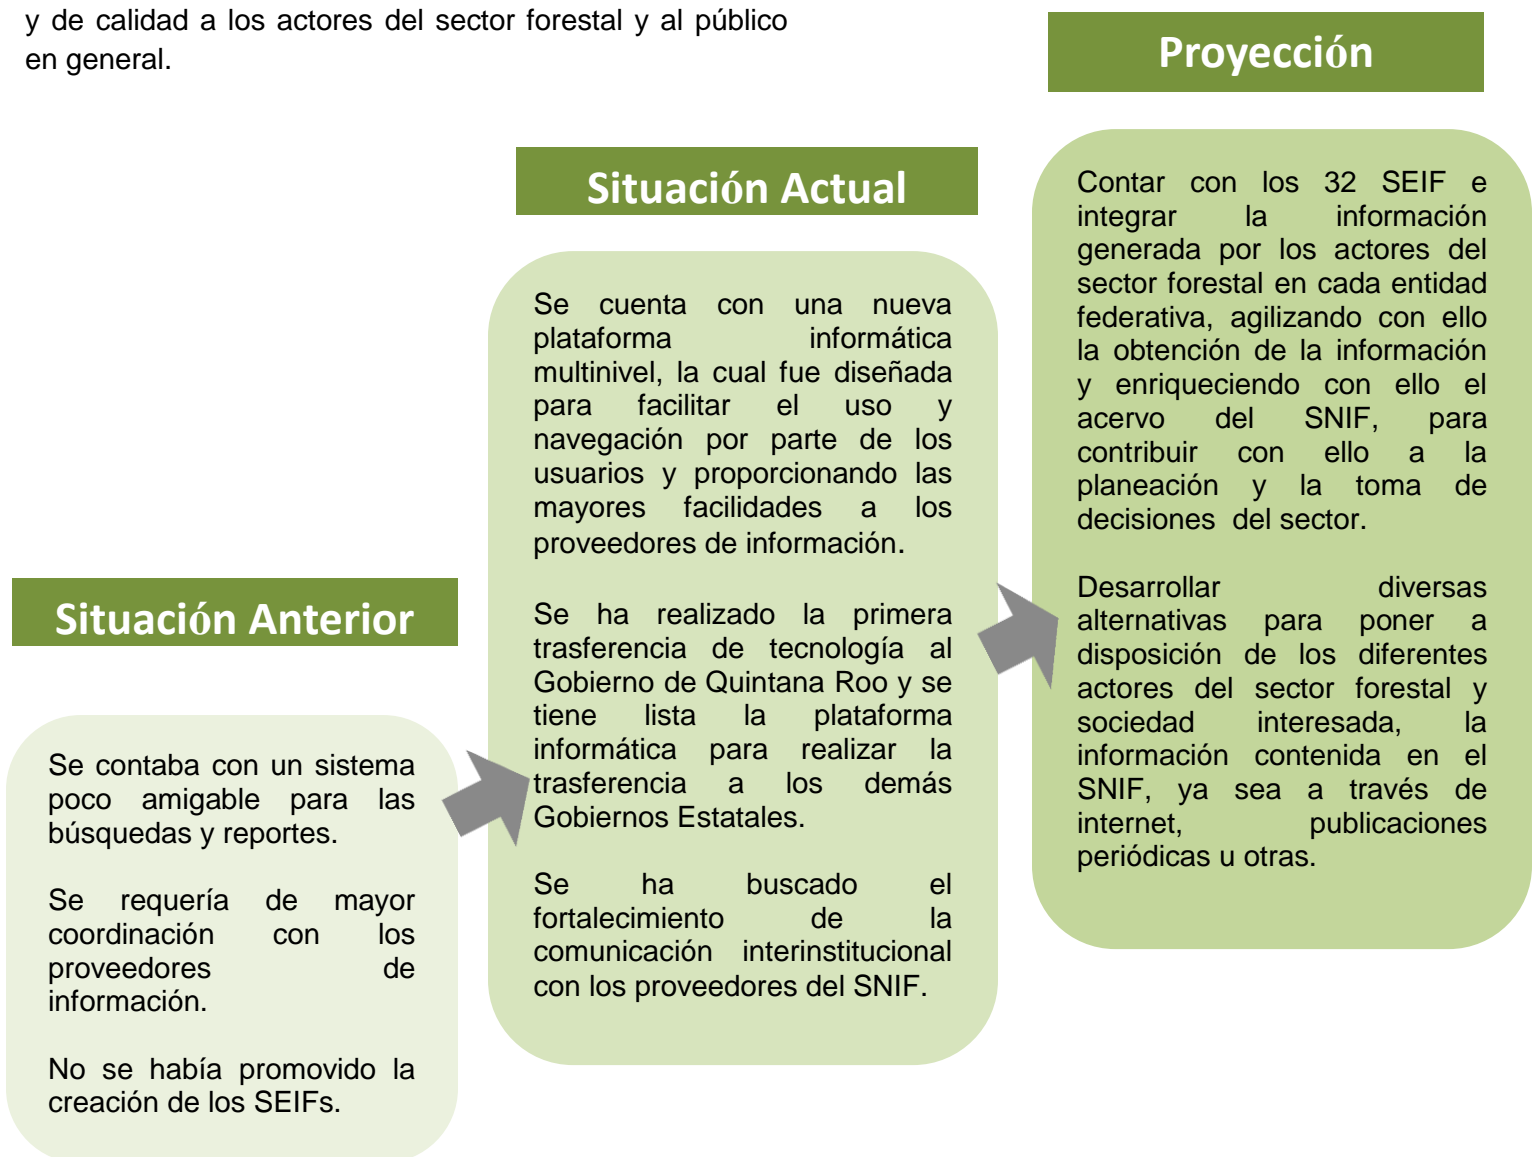 y de calidad a los actores del sector forestal y al público
en general.
Situación Anterior
Se contaba con un sistema
poco amigable para las
búsquedas y reportes.
Se requería de mayor
coordinación con los
proveedores de
información.
No se había promovido la
creación de los SEIFs.
Situación Actual
Se cuenta con una nueva
plataforma informática
multinivel, la cual fue diseñada
para facilitar el uso y
navegación por parte de los
usuarios y proporcionando las
mayores facilidades a los
proveedores de información.
Se ha realizado la primera
trasferencia de tecnología al
Gobierno de Quintana Roo y se
tiene lista la plataforma
informática para realizar la
trasferencia a los demás
Gobiernos Estatales.
Se ha buscado el
fortalecimiento de la
comunicación interinstitucional
con los proveedores del SNIF.
Proyección
Contar con los 32 SEIF e
integrar la información
generada por los actores del
sector forestal en cada entidad
federativa, agilizando con ello
la obtención de la información
y enriqueciendo con ello el
acervo del SNIF, para
contribuir con ello a la
planeación y la toma de
decisiones del sector.
Desarrollar diversas
alternativas para poner a
disposición de los diferentes
actores del sector forestal y
sociedad interesada, la
información contenida en el
SNIF, ya sea a través de
internet, publicaciones
periódicas u otras.